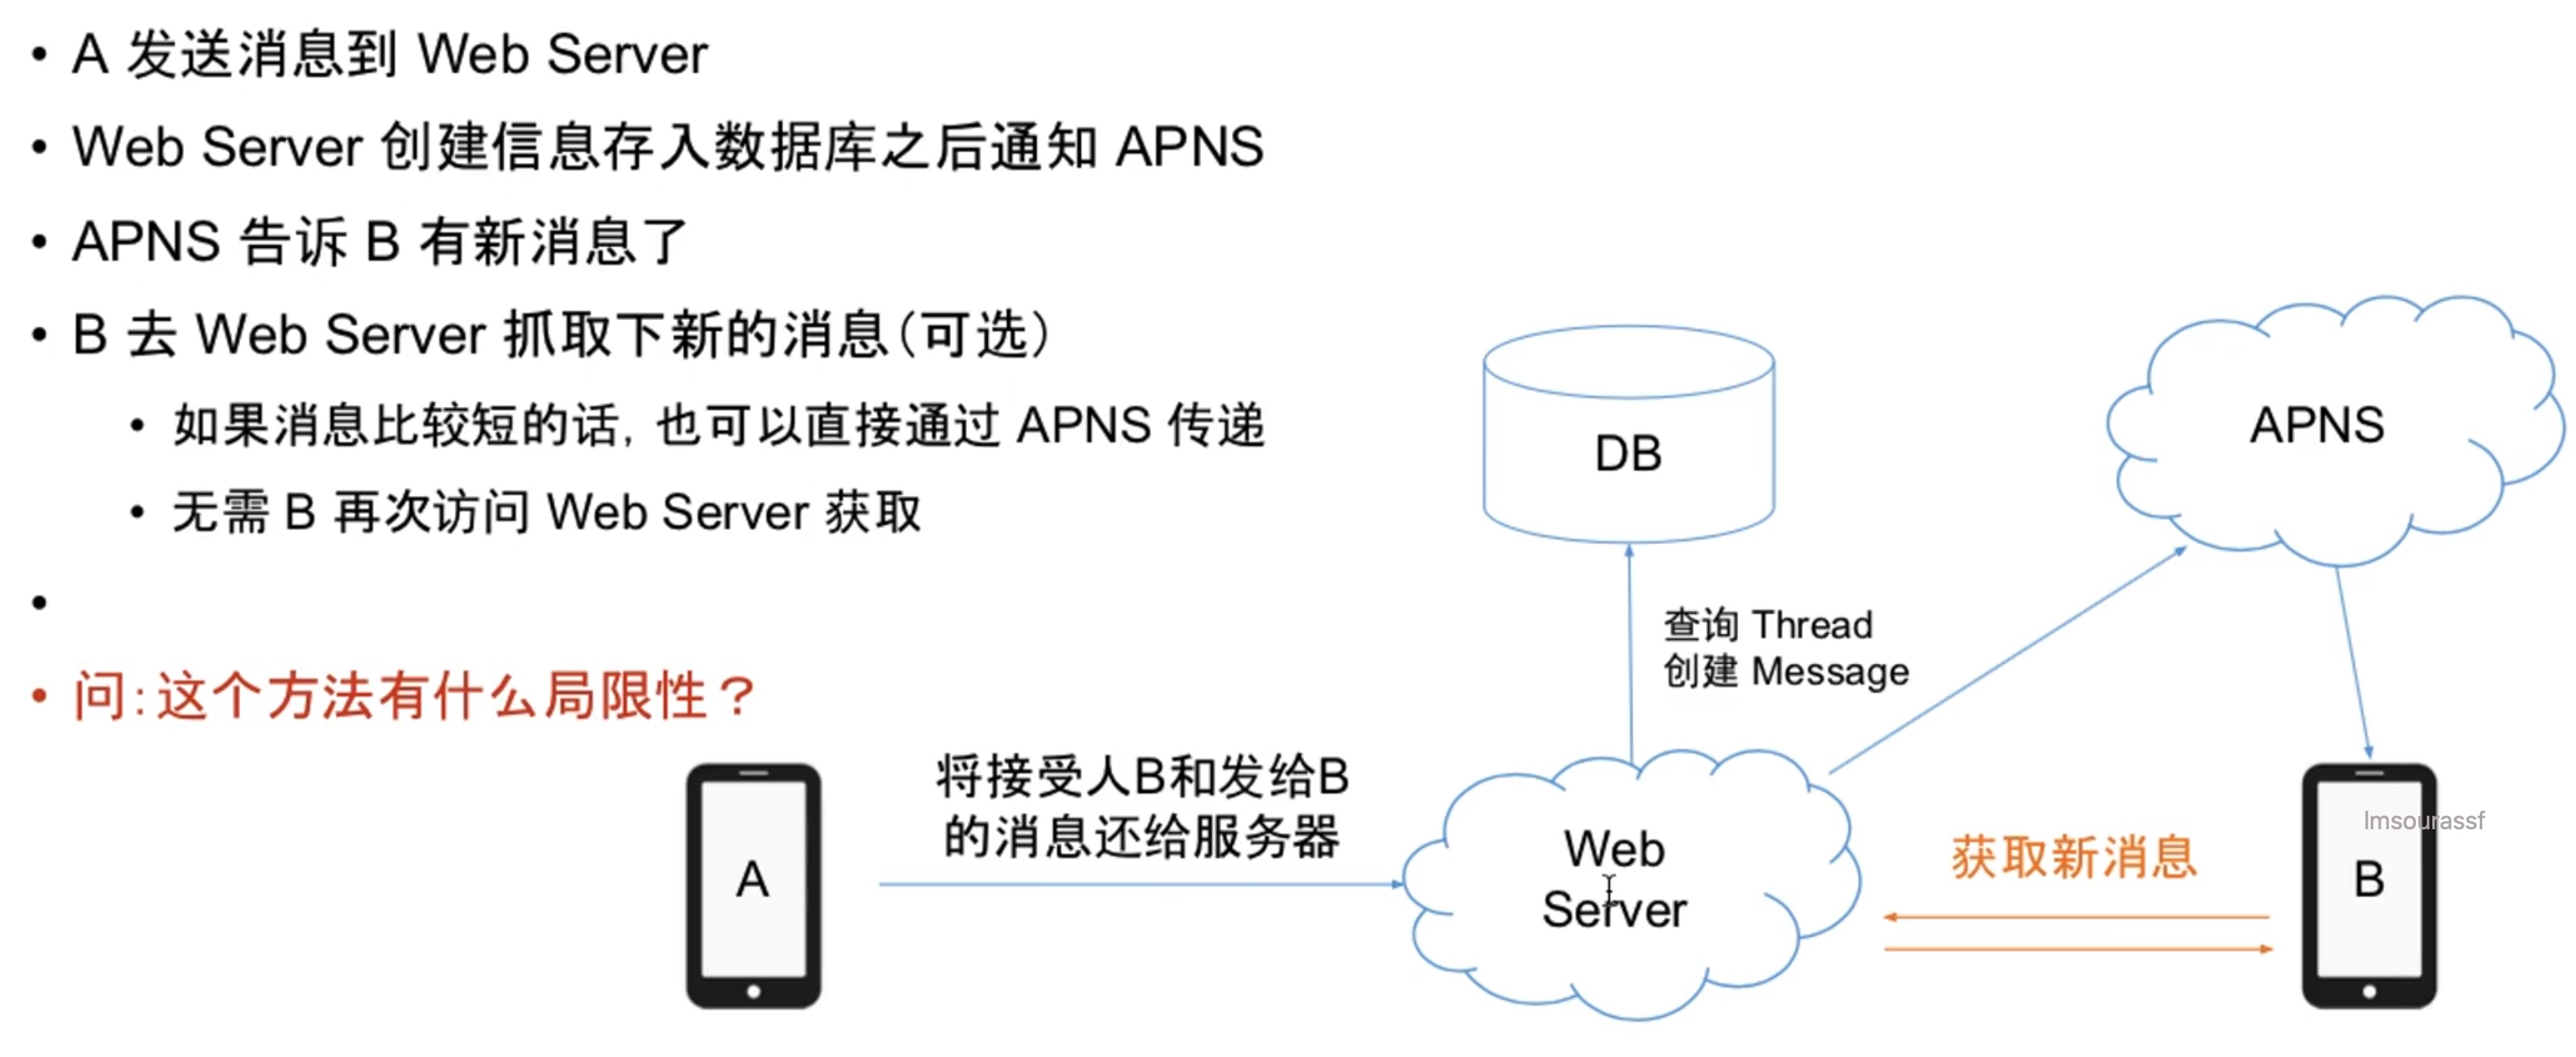 • A 发送消息到 Web Server
• Web Server 创建信息存入数据库之后通知 APNS
• APNS 告诉 B 有新消息了
• B 去 Web Server 抓取下新的消息(可选)
• 如果消息比较短的话, 也可以直接通过 APNS 传递
• 无需 B 再次访问 Web Server 获取
•
• 问:这个方法有什么局限性?
DB
APNS
查询 Thread
创建 Message
将接受人B和发给B
的消息还给服务器
A
Web
Server
获取新消息
lmsourassf
B